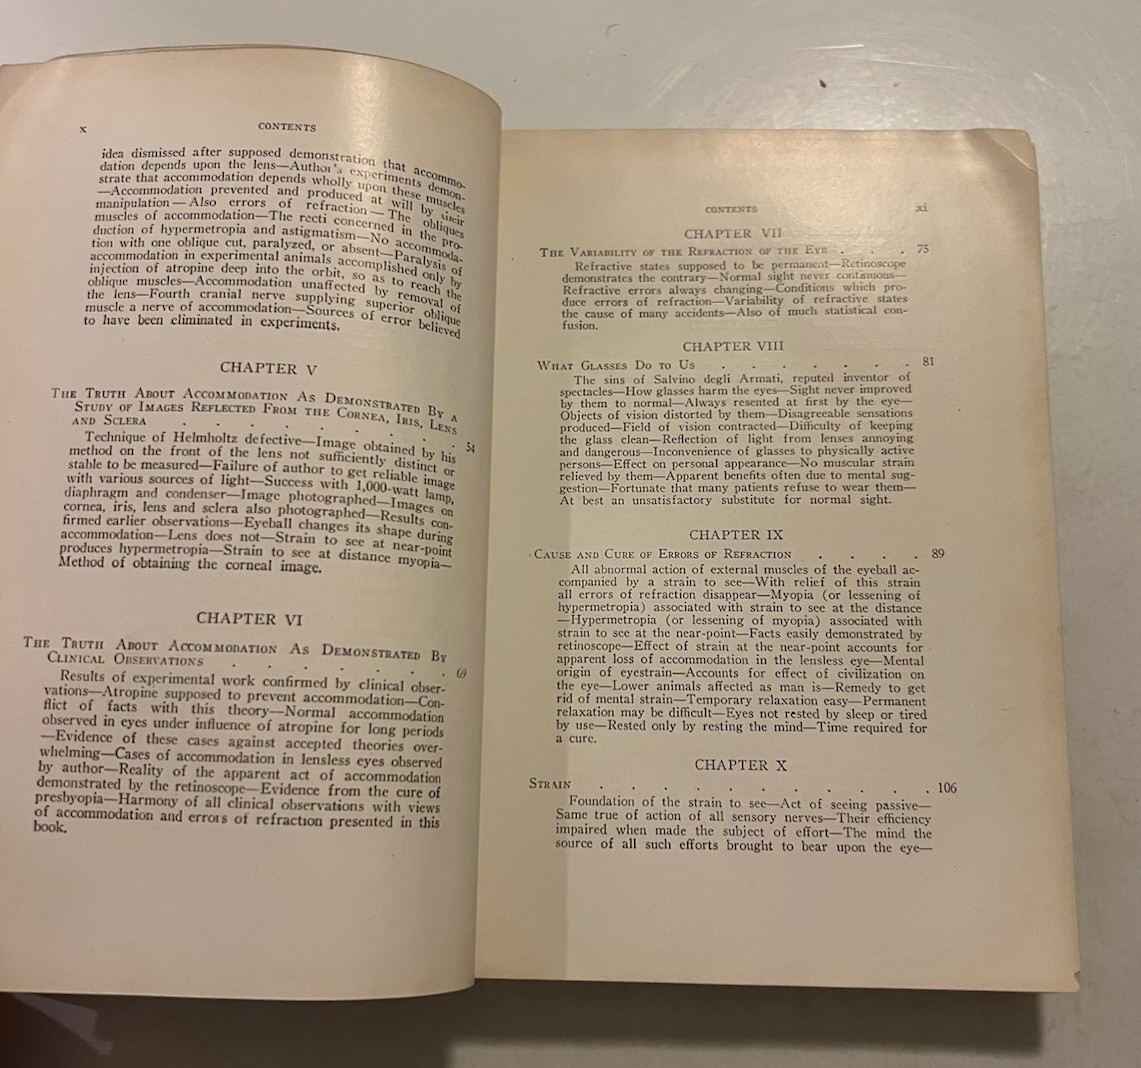 x CONTENTS
idea dismissed after supposed demonstration that accommo-
dation depends upon the lens—Author's experiments demon-
strate that accommodation depends wholly upon these muscles
—Accommodation prevented and produced at will by their
manipulation — Also errors of refraction — The obliques
muscles of accommodation—The recti concerned in the pro-
duction of hypermetropia and astigmatism—No accommoda-
tion with one oblique cut, paralyzed, or absent—Paralysis of
accommodation in experimental animals accomplished only by
injection of atropine deep into the orbit, so as to reach the
oblique muscles—Accommodation unaffected by removal of
the lens—Fourth cranial nerve supplying superior oblique
muscle a nerve of accommodation—Sources of error believed
to have been eliminated in experiments.
CHAPTER V
THE TRUTH ABOUT ACCOMMODATION AS DEMONSTRATED BY A
STUDY OF IMAGES REFLECTED FROM THE CORNEA, IRIS, LENS
AND SCLERA . . . . . . . . . . 54
Technique of Helmholtz defective—Image obtained by his
method on the front of the lens not sufficiently distinct or
stable to be measured—Failure of author to get reliable image
with various sources of light—Success with 1,000-watt lamp,
diaphragm and condenser—Image photographed—Images on
cornea, iris, lens and sclera also photographed—Results con-
firmed earlier observations—Eyeball changes its shape during
accommodation—Lens does not—Strain to see at near-point
produces hypermetropia—Strain to see at distance myopia—
Method of obtaining the corneal image.
CHAPTER VI
THE TRUTH ABOUT ACCOMMODATION AS DEMONSTRATED BY
CLINICAL OBSERVATIONS . . . . . . 69
Results of experimental work confirmed by clinical obser-
vations—Atropine supposed to prevent accommodation—Con-
flict of facts with this theory—Normal accommodation
observed in eyes under influence of atropine for long periods
—Evidence of these cases against accepted theories over-
whelming—Cases of accommodation in lensless eyes observed
by author—Reality of the apparent act of accommodation
demonstrated by the retinoscope—Evidence from the cure of
presbyopia—Harmony of all clinical observations with views
of accommodation and errors of refraction presented in this
book.
CONTENTS xi
CHAPTER VII
THE VARIABILITY OF THE REFRACTION OF THE EYE . . . 75
Refractive states supposed to be permanent—Retinoscope
demonstrates the contrary—Normal sight never continuous—
Refractive errors always changing—Conditions which pro-
duce errors of refraction—Variability of refractive states
the cause of many accidents—Also of much statistical con-
fusion.
CHAPTER VIII
WHAT GLASSES DO TO US . . . . . . . 81
The sins of Salvino degli Armati, reputed inventor of
spectacles—How glasses harm the eyes—Sight never improved
by them to normal—Always resented at first by the eye—
Objects of vision distorted by them—Disagreeable sensations
produced—Field of vision contracted—Difficulty of keeping
the glass clean—Reflection of light from lenses annoying
and dangerous—Inconvenience of glasses to physically active
persons—Effect on personal appearance—No muscular strain
relieved by them—Apparent benefits often due to mental sug-
gestion—Fortunate that many patients refuse to wear them—
At best an unsatisfactory substitute for normal sight.
CHAPTER IX
CAUSE AND CURE OF ERRORS OF REFRACTION . . . . 89
All abnormal action of external muscles of the eyeball ac-
companied by a strain to see—With relief of this strain
all errors of refraction disappear—Myopia (or lessening of
hypermetropia) associated with strain to see at the distance
—Hypermetropia (or lessening of myopia) associated with
strain to see at the near-point—Facts easily demonstrated by
retinoscope—Effect of strain at the near-point accounts for
apparent loss of accommodation in the lensless eye—Mental
origin of eyestrain—Accounts for effect of civilization on
the eye—Lower animals affected as man is—Remedy to get
rid of mental strain—Temporary relaxation easy—Permanent
relaxation may be difficult—Eyes not rested by sleep or tired
by use—Rested only by resting the mind—Time required for
a cure.
CHAPTER X
STRAIN . . . . . . . . . . 106
Foundation of the strain to see—Act of seeing passive—
Same true of action of all sensory nerves—Their efficiency
impaired when made the subject of effort—The mind the
source of all such efforts brought to bear upon the eye—